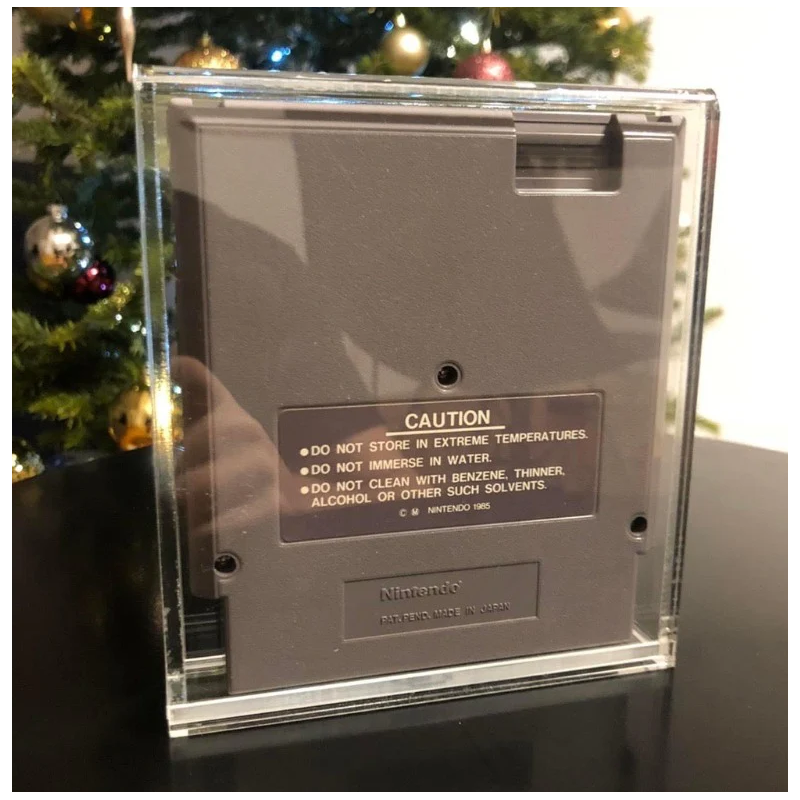 CAUTION
●DO NOT STORE IN EXTREME TEMPERATURES.
●DO NOT IMMERSE IN WATER.
●DO NOT CLEAN WITH BENZENE, THINNER,
ALCOHOL OR OTHER SUCH SOLVENTS.
© Ⓜ NINTENDO 1985
Nintendo®
PAT. PEND. MADE IN JAPAN